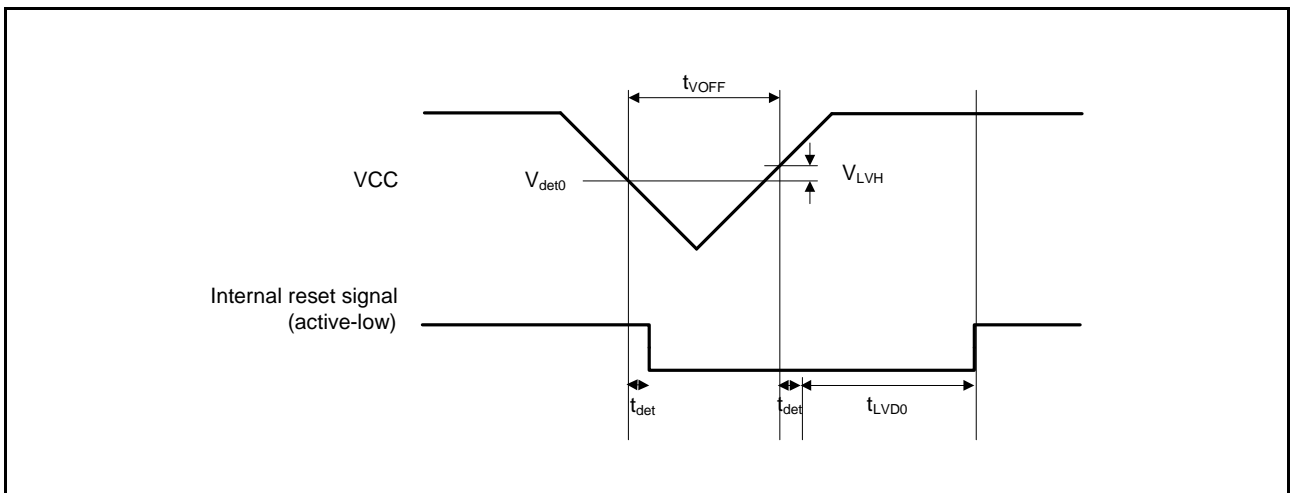 tVOFF
VCC
Vdet0
VLVH
Internal reset signal
(active-low)
tdet
tdet
tLVD0